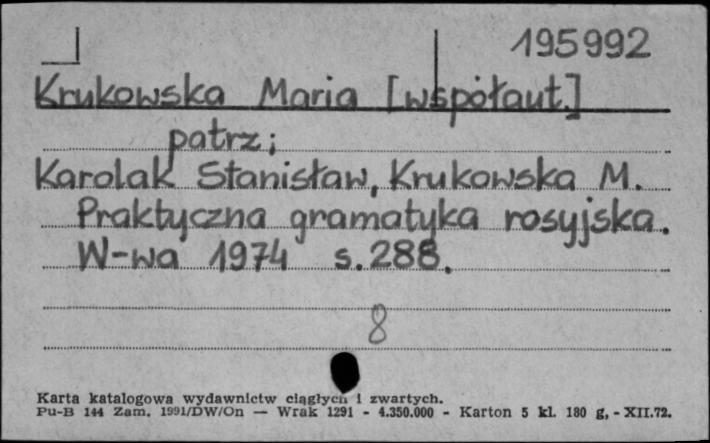 195992
Krukowska Maria [współaut.]
patrz;
Karolak Stanisław, Krukowska M.
Praktyczna gramatyka rosyjska.
W-wa 1974 s. 288.
8
Karta katalogowa wydawnictw ciągłych i zwartych.
Pu-B 144 Zam. 1991/DW/On — Wrak 1291 - 4.350.000 - Karton 5 kl. 180 g, - XII.72.